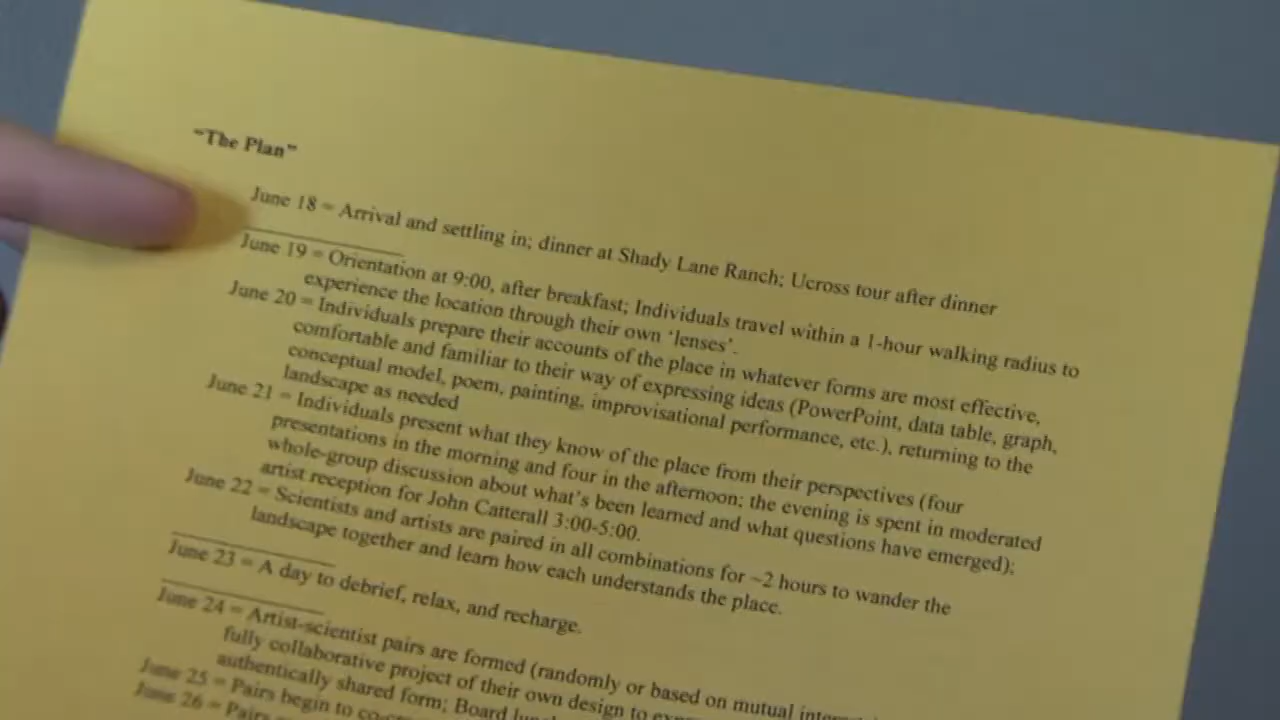 "The Plan"
June 18 = Arrival and settling in; dinner at Shady Lane Ranch; Ucross tour after dinner
June 19 = Orientation at 9:00, after breakfast; Individuals travel within a 1-hour walking radius to
experience the location through their own 'lenses'.
June 20 = Individuals prepare their accounts of the place in whatever forms are most effective,
comfortable and familiar to their way of expressing ideas (PowerPoint, data table, graph,
conceptual model, poem, painting, improvisational performance, etc.), returning to the
landscape as needed
June 21 = Individuals present what they know of the place from their perspectives (four
presentations in the morning and four in the afternoon; the evening is spent in moderated
whole-group discussion about what's been learned and what questions have emerged);
artist reception for John Catterall 3:00-5:00.
June 22 = Scientists and artists are paired in all combinations for ~2 hours to wander the
landscape together and learn how each understands the place.
June 23 = A day to debrief, relax, and recharge.
June 24 = Artist-scientist pairs are formed (randomly or based on mutual
fully collaborative project of their own design to
authentically shared form; Board
June 25 = Pairs begin to
June 26 = Pairs